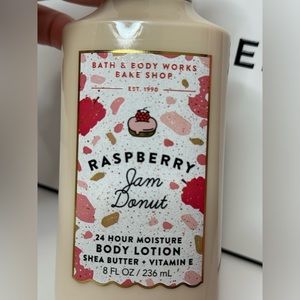 BATH & BODY WORKS
BAKE SHOP
EST. 1990
RASPBERRY
Jam
Donut
24 HOUR MOISTURE
BODY LOTION
SHEA BUTTER + VITAMIN E
8 FL OZ / 236 mL